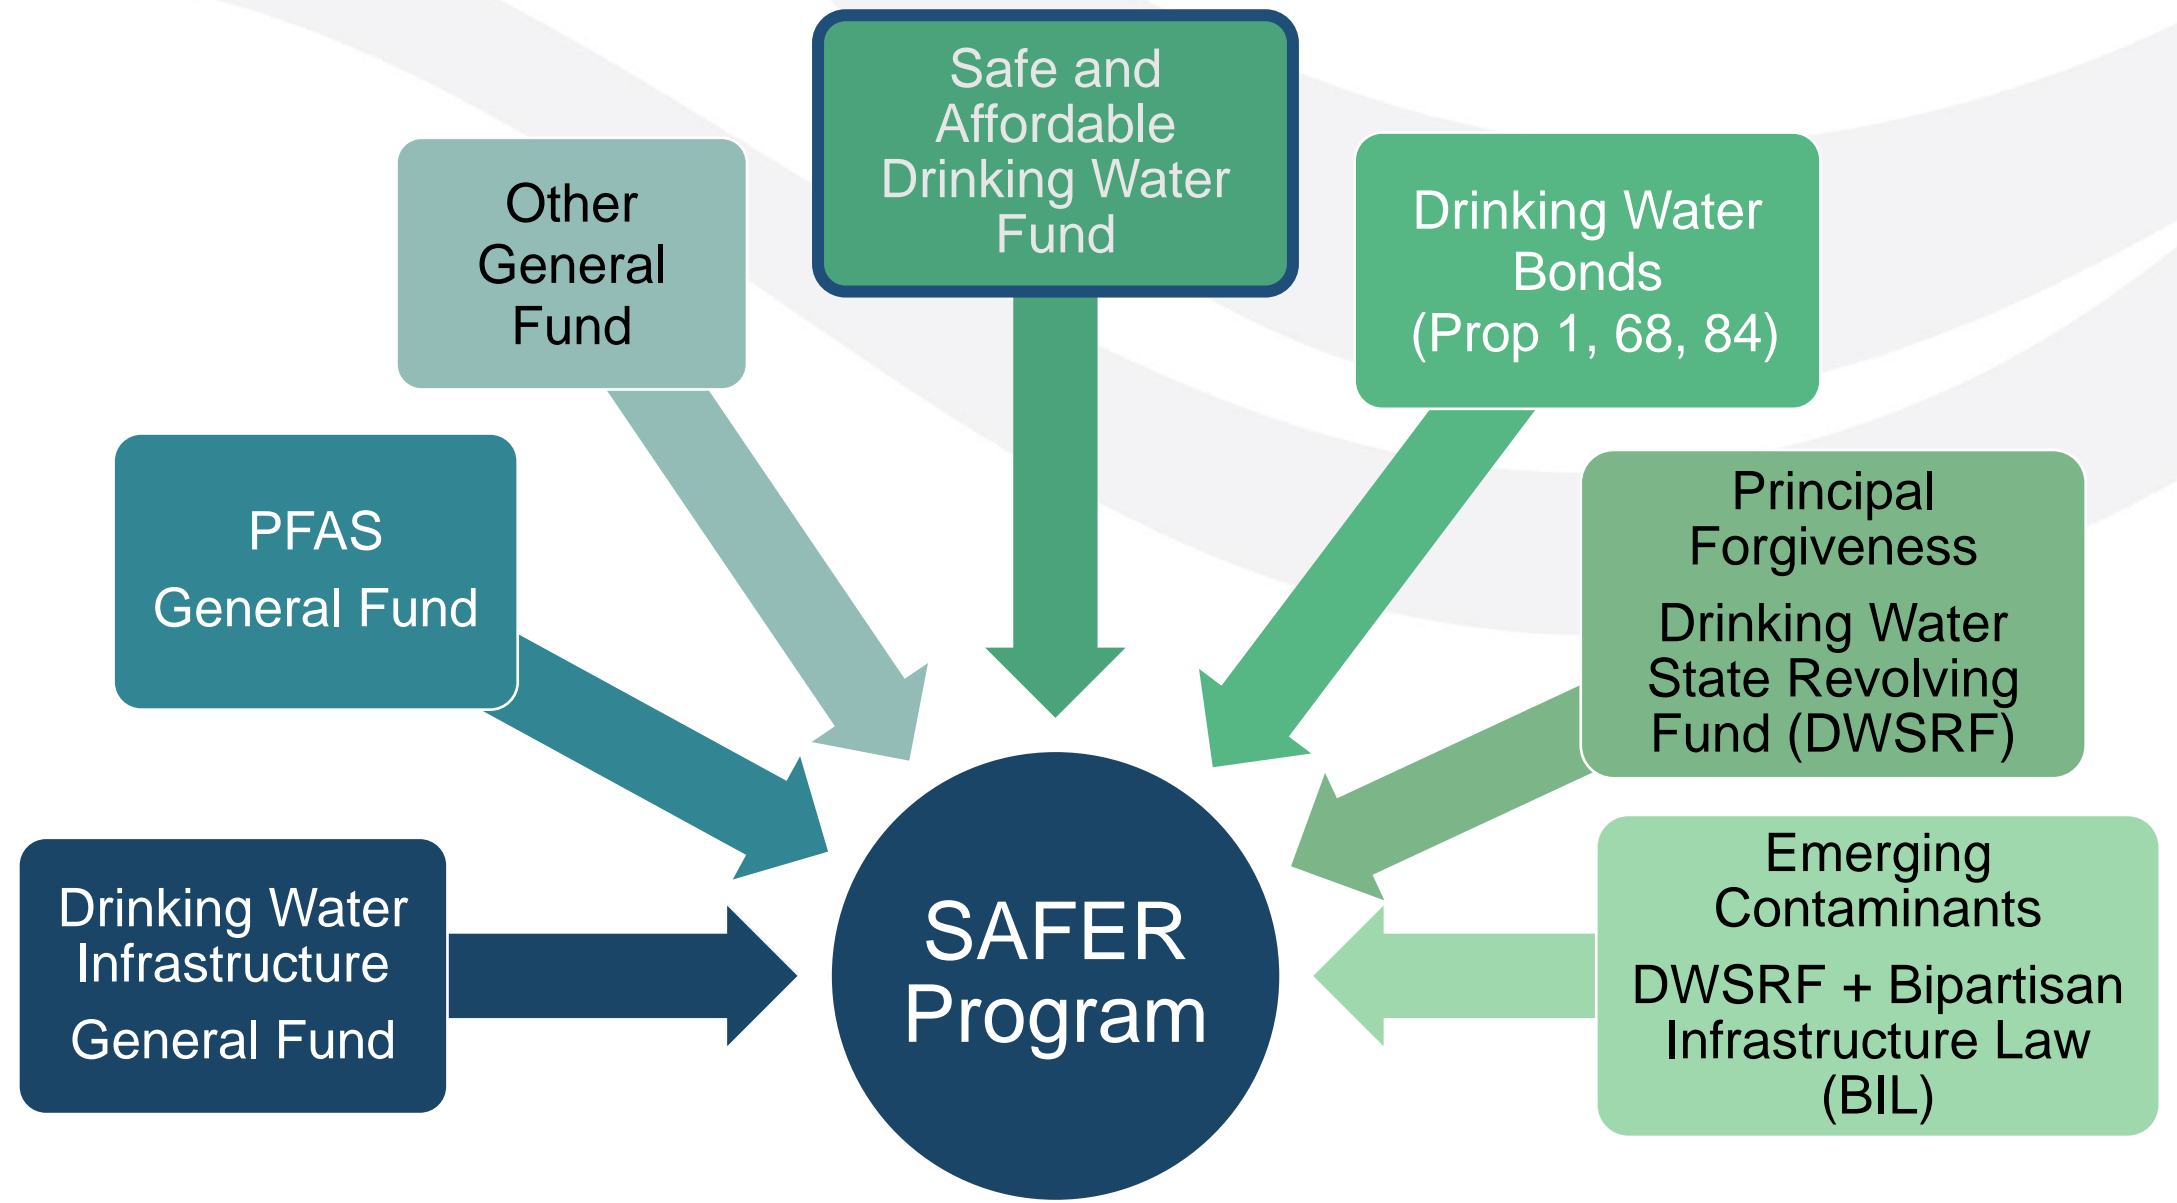 Safe and
Affordable
Drinking Water
Fund
Other
General
Fund
Drinking Water
Bonds
(Prop 1, 68, 84)
PFAS
General Fund
Principal
Forgiveness
Drinking Water
State Revolving
Fund (DWSRF)
Drinking Water
Infrastructure
General Fund
SAFER
Program
Emerging
Contaminants
DWSRF + Bipartisan
Infrastructure Law
(BIL)